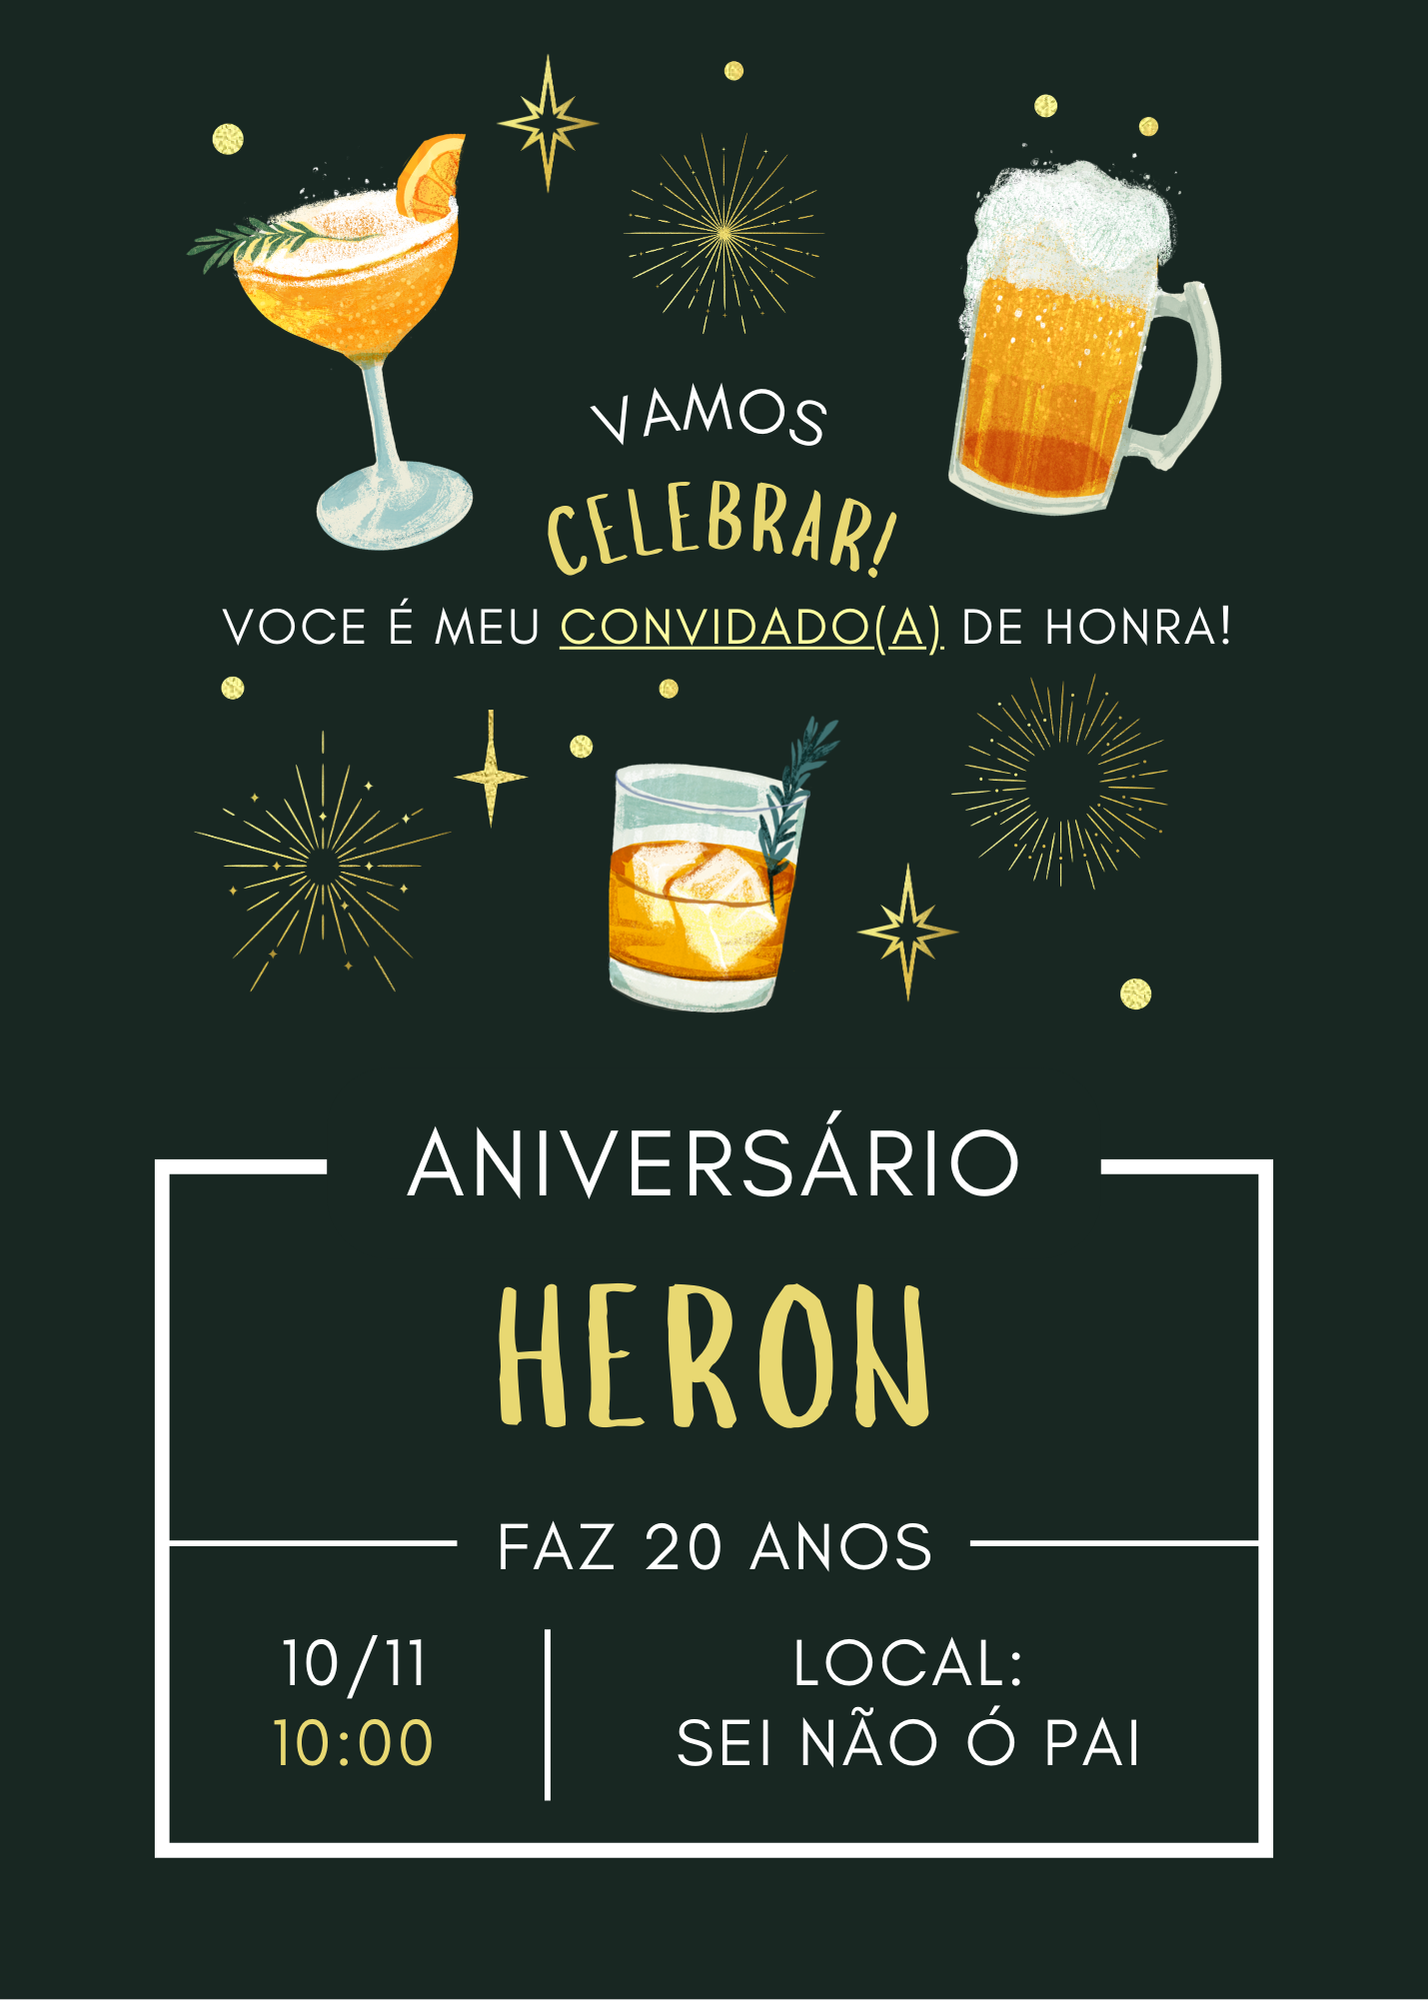 VAMOS
CELEBRAR!
VOCE É MEU CONVIDADO(A) DE HONRA!
ANIVERSÁRIO
HERON
FAZ 20 ANOS
10/11
10:00
LOCAL:
SEI NÃO Ó PAI